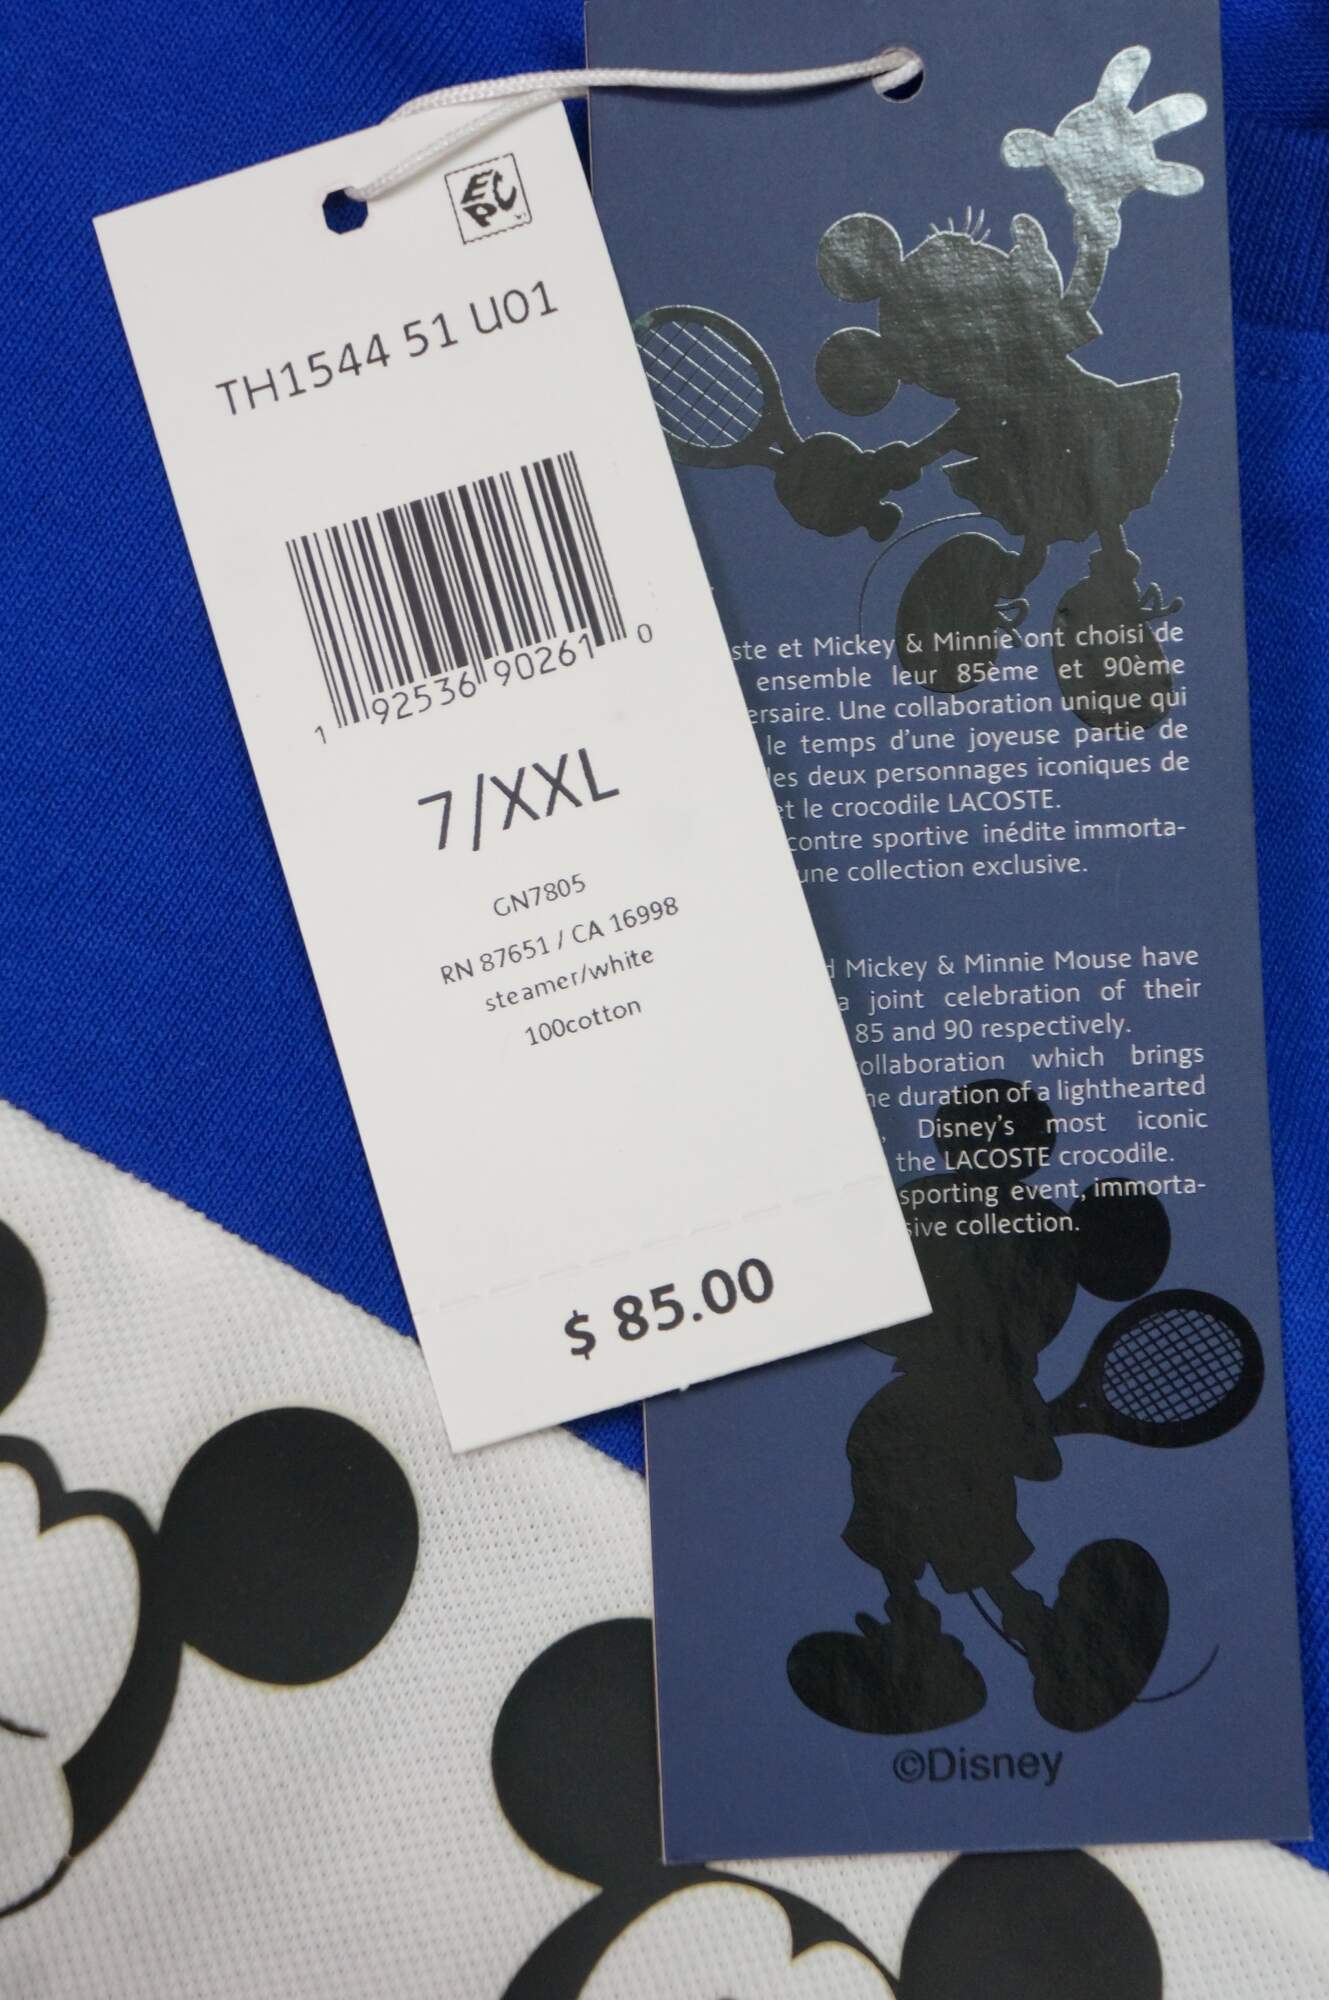 EPC
TH1544 51 U01
1 92536 90261 0
7/XXL
GN7805
RN 87651 / CA 16998
steamer/white
100cotton
$ 85.00
ste et Mickey & Minnie ont choisi de
ensemble leur 85ème et 90ème
ersaire. Une collaboration unique qui
le temps d'une joyeuse partie de
les deux personnages iconiques de
et le crocodile LACOSTE.
contre sportive inédite immorta-
une collection exclusive.
d Mickey & Minnie Mouse have
a joint celebration of their
85 and 90 respectively.
ollaboration which brings
he duration of a lighthearted
, Disney's most iconic
the LACOSTE crocodile.
sporting event, immorta-
sive collection.
©Disney